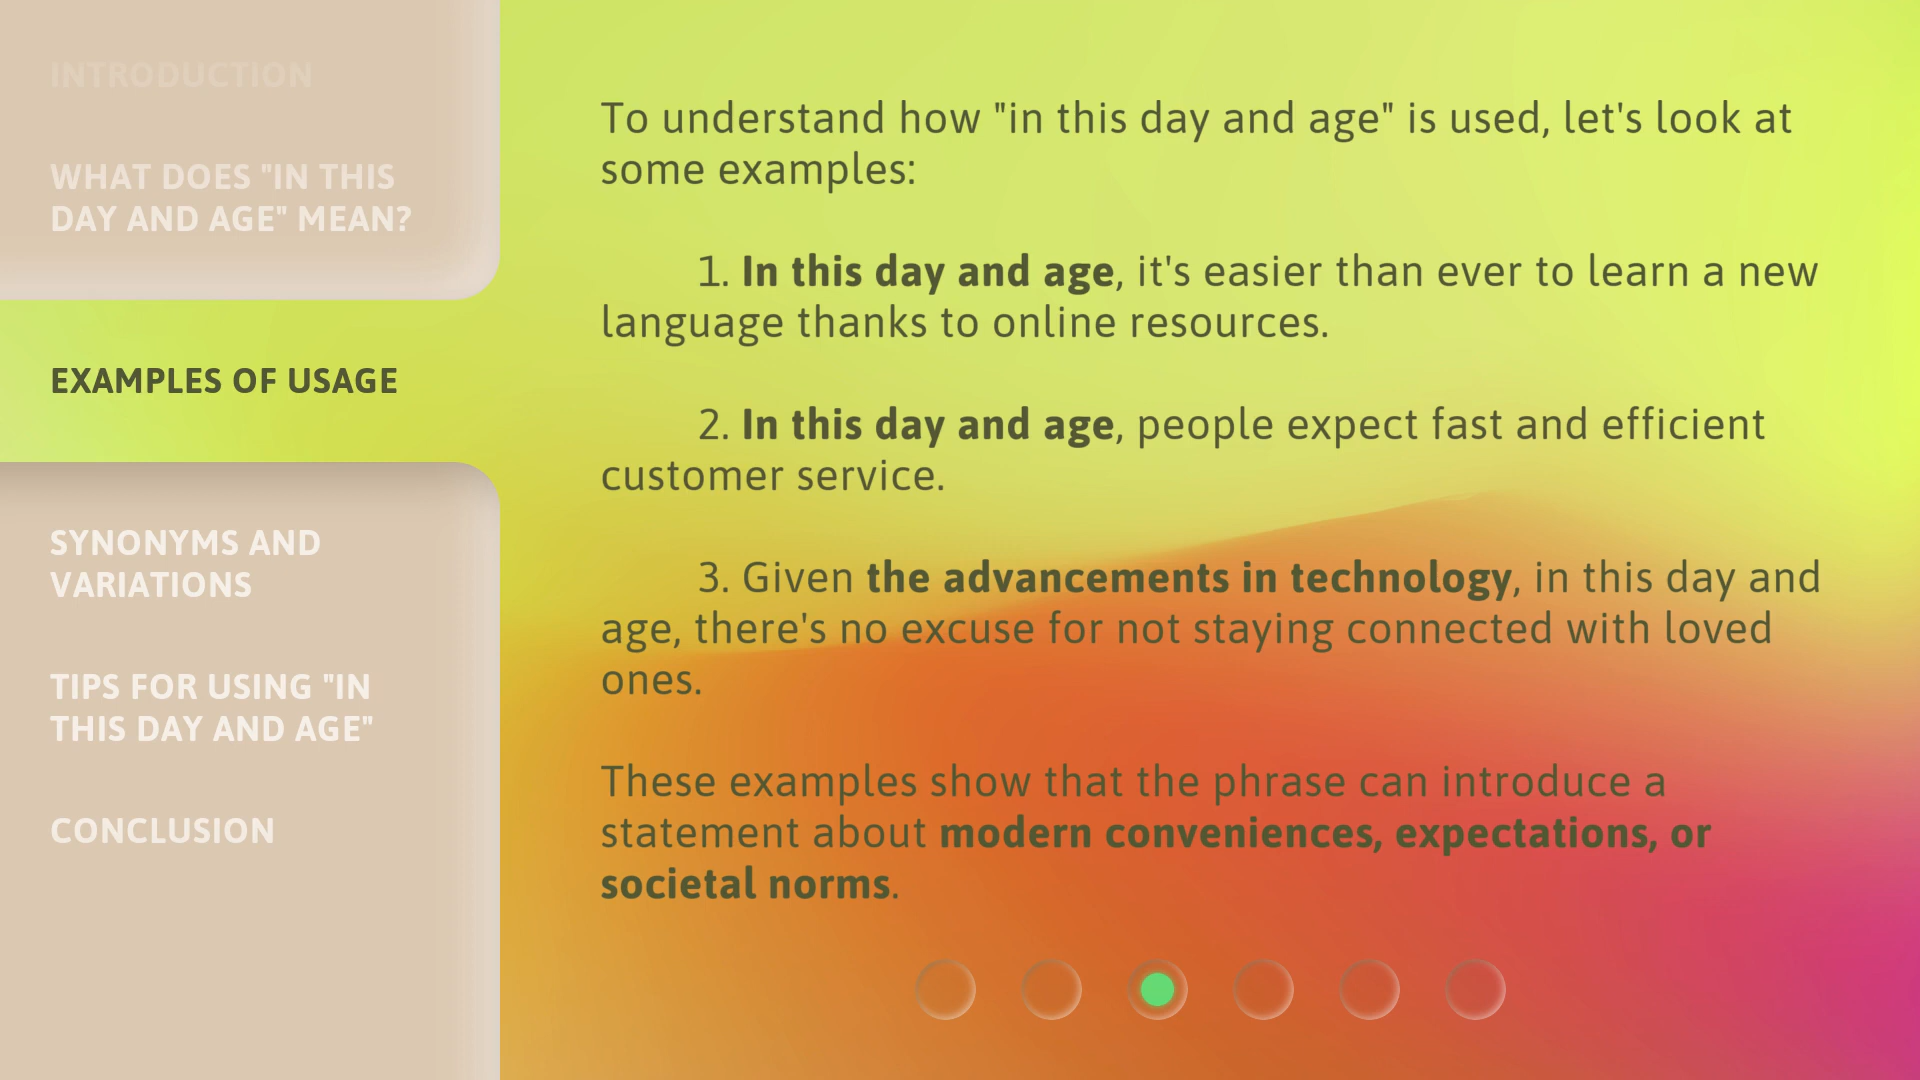 INTRODUCTION
WHAT DOES "IN THIS
DAY AND AGE" MEAN?
EXAMPLES OF USAGE
SYNONYMS AND
VARIATIONS
TIPS FOR USING "IN
THIS DAY AND AGE"
CONCLUSION
To understand how "in this day and age" is used, let's look at
some examples:
1. In this day and age, it's easier than ever to learn a new
language thanks to online resources.
2. In this day and age, people expect fast and efficient
customer service.
3. Given the advancements in technology, in this day and
age, there's no excuse for not staying connected with loved
ones.
These examples show that the phrase can introduce a
statement about modern conveniences, expectations, or
societal norms.